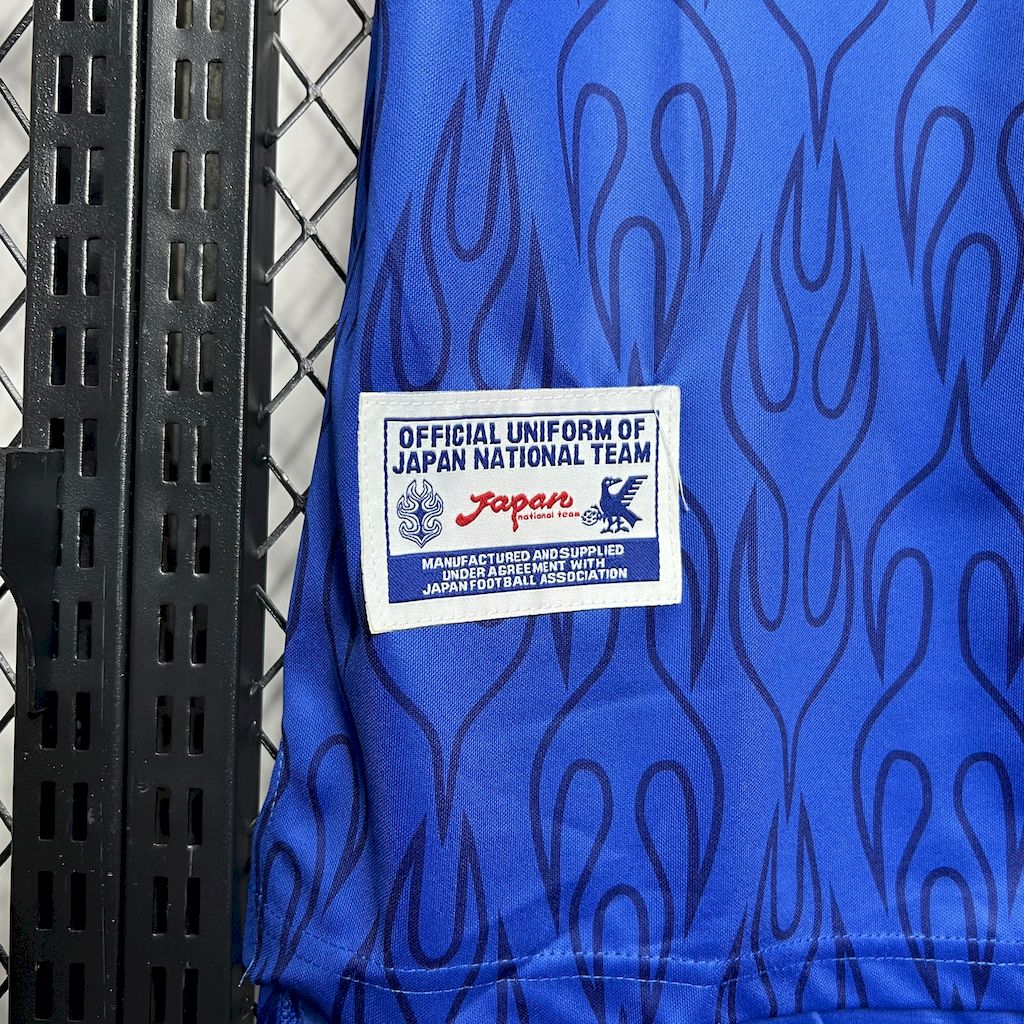 OFFICIAL UNIFORM OF
JAPAN NATIONAL TEAM
Japan
national team
MANUFACTURED AND SUPPLIED
UNDER AGREEMENT WITH
JAPAN FOOTBALL ASSOCIATION